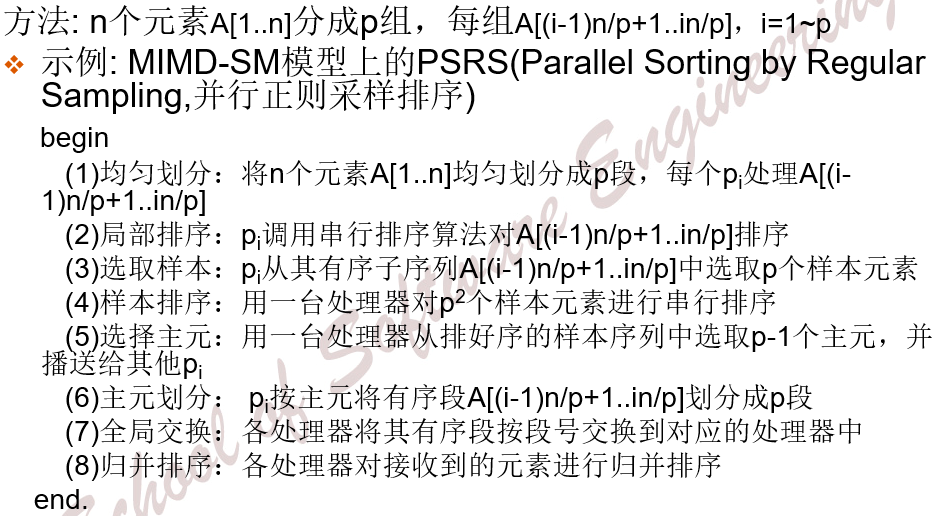 方法: n个元素A[1..n]分成p组，每组A[(i-1)n/p+1..in/p]，i=1~p
示例: MIMD-SM模型上的PSRS(Parallel Sorting by Regular
Sampling,并行正则采样排序)
begin
(1)均匀划分：将n个元素A[1..n]均匀划分成p段，每个pi处理A[(i-
1)n/p+1..in/p]
(2)局部排序：pi调用串行排序算法对A[(i-1)n/p+1..in/p]排序
(3)选取样本：pi从其有序子序列A[(i-1)n/p+1..in/p]中选取p个样本元素
(4)样本排序：用一台处理器对p²个样本元素进行串行排序
(5)选择主元：用一台处理器从排好序的样本序列中选取p-1个主元，并
播送给其他pi
(6)主元划分： pi按主元将有序段A[(i-1)n/p+1..in/p]划分成p段
(7)全局交换：各处理器将其有序段按段号交换到对应的处理器中
(8)归并排序：各处理器对接收到的元素进行归并排序
end.
School of Software Engineering